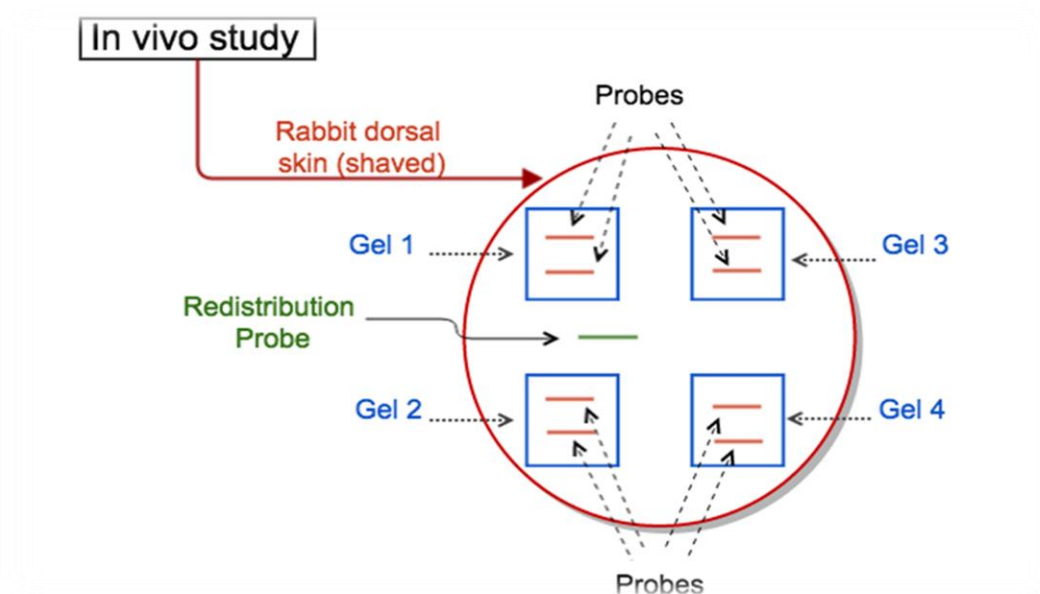 In vivo study
Probes
Rabbit dorsal
skin (shaved)
Gel 1
Gel 3
Redistribution
Probe
Gel 2
Gel 4
Probes